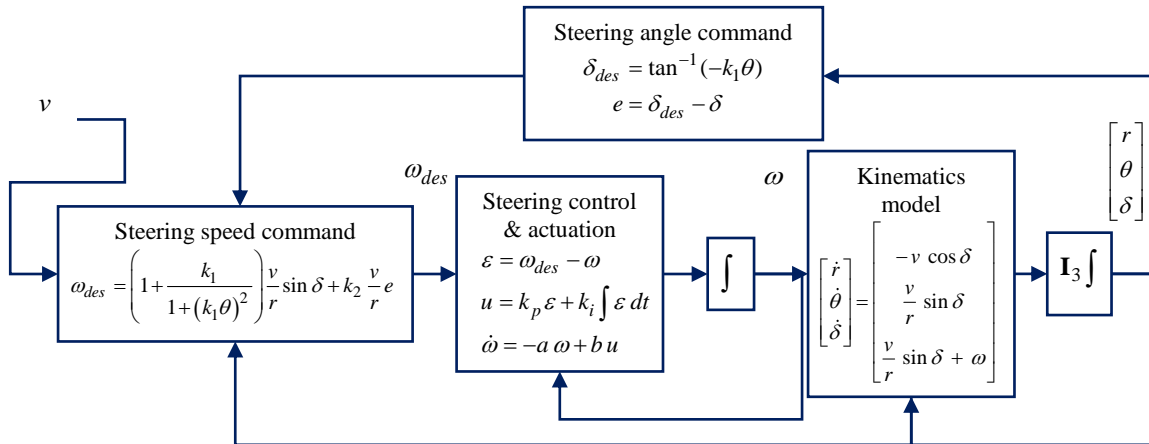 Steering angle command
δ_des = tan⁻¹(−k₁θ)
e = δ_des − δ
v
ω_des
ω
[r θ δ]
Steering speed command
ω_des = (1 + k₁ / (1 + (k₁θ)²)) v/r sin δ + k₂ v/r e
Steering control
& actuation
ε = ω_des − ω
u = k_p ε + k_i ∫ ε dt
ω̇ = −a ω + b u
∫
Kinematics
model
[ṙ θ̇ δ̇] = [−v cos δ, v/r sin δ, v/r sin δ + ω]
I₃ ∫